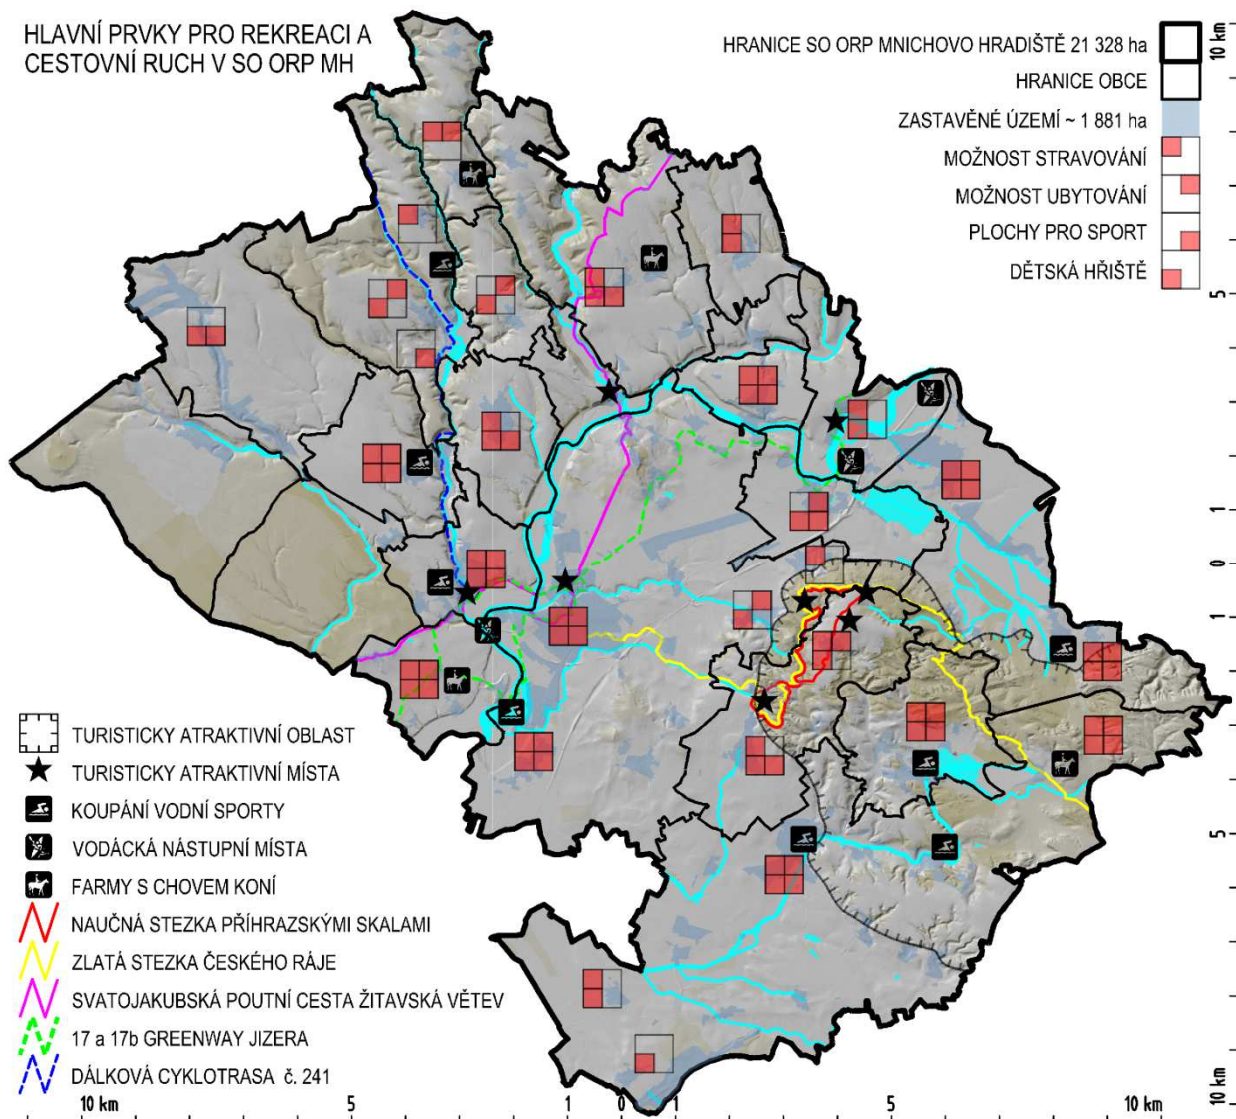 HLAVNÍ PRVKY PRO REKREACI A
CESTOVNÍ RUCH V SO ORP MH
HRANICE SO ORP MNICHOVO HRADIŠTĚ 21 328 ha
HRANICE OBCE
ZASTAVĚNÉ ÚZEMÍ ~ 1 881 ha
MOŽNOST STRAVOVÁNÍ
MOŽNOST UBYTOVÁNÍ
PLOCHY PRO SPORT
DĚTSKÁ HŘIŠTĚ
10 km
5
1
0
1
5
10 km
TURISTICKY ATRAKTIVNÍ OBLAST
TURISTICKY ATRAKTIVNÍ MÍSTA
KOUPÁNÍ VODNÍ SPORTY
VODÁCKÁ NÁSTUPNÍ MÍSTA
FARMY S CHOVEM KONÍ
NAUČNÁ STEZKA PŘÍHRAZSKÝMI SKALAMI
ZLATÁ STEZKA ČESKÉHO RÁJE
SVATOJAKUBSKÁ POUTNÍ CESTA ŽITAVSKÁ VĚTEV
17 a 17b GREENWAY JIZERA
DÁLKOVÁ CYKLOTRASA č. 241
10 km 5 1 0 1 5 10 km